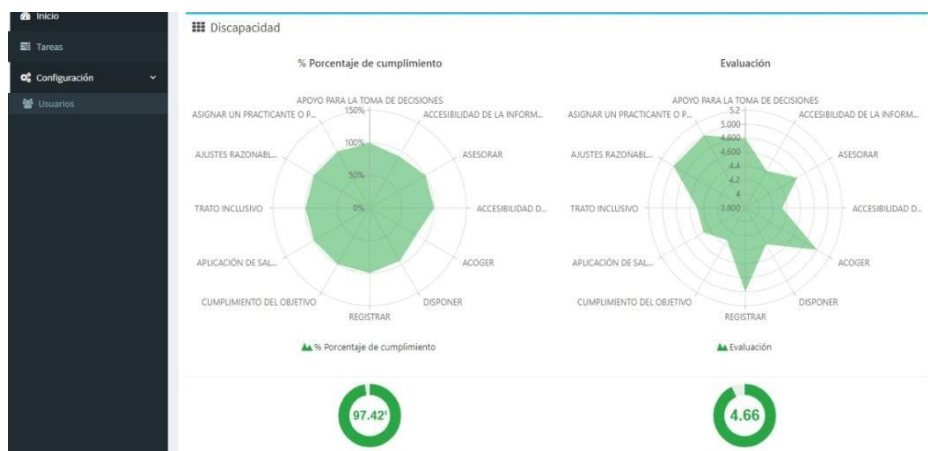 Inicio
Tareas
Configuración
Usuarios
Discapacidad
% Porcentaje de cumplimiento
APOYO PARA LA TOMA DE DECISIONES
ASIGNAR UN PRACTICANTE O P...
150%
ACCESIBILIDAD DE LA INFORM...
AJUSTES RAZONABL...
100%
ASESORAR
50%
TRATO INCLUSIVO
0%
ACCESIBILIDAD D...
APLICACIÓN DE SAL...
ACOGER
CUMPLIMIENTO DEL OBJETIVO
DISPONER
REGISTRAR
% Porcentaje de cumplimiento
97.42
Evaluación
APOYO PARA LA TOMA DE DECISIONES
ASIGNAR UN PRACTICANTE O P...
5.2
ACCESIBILIDAD DE LA INFORM...
5.000
4.800
AJUSTES RAZONABL...
4.600
ASESORAR
4.4
4.2
4
TRATO INCLUSIVO
3.800
ACCESIBILIDAD D...
APLICACIÓN DE SAL...
ACOGER
CUMPLIMIENTO DEL OBJETIVO
DISPONER
REGISTRAR
Evaluación
4.66